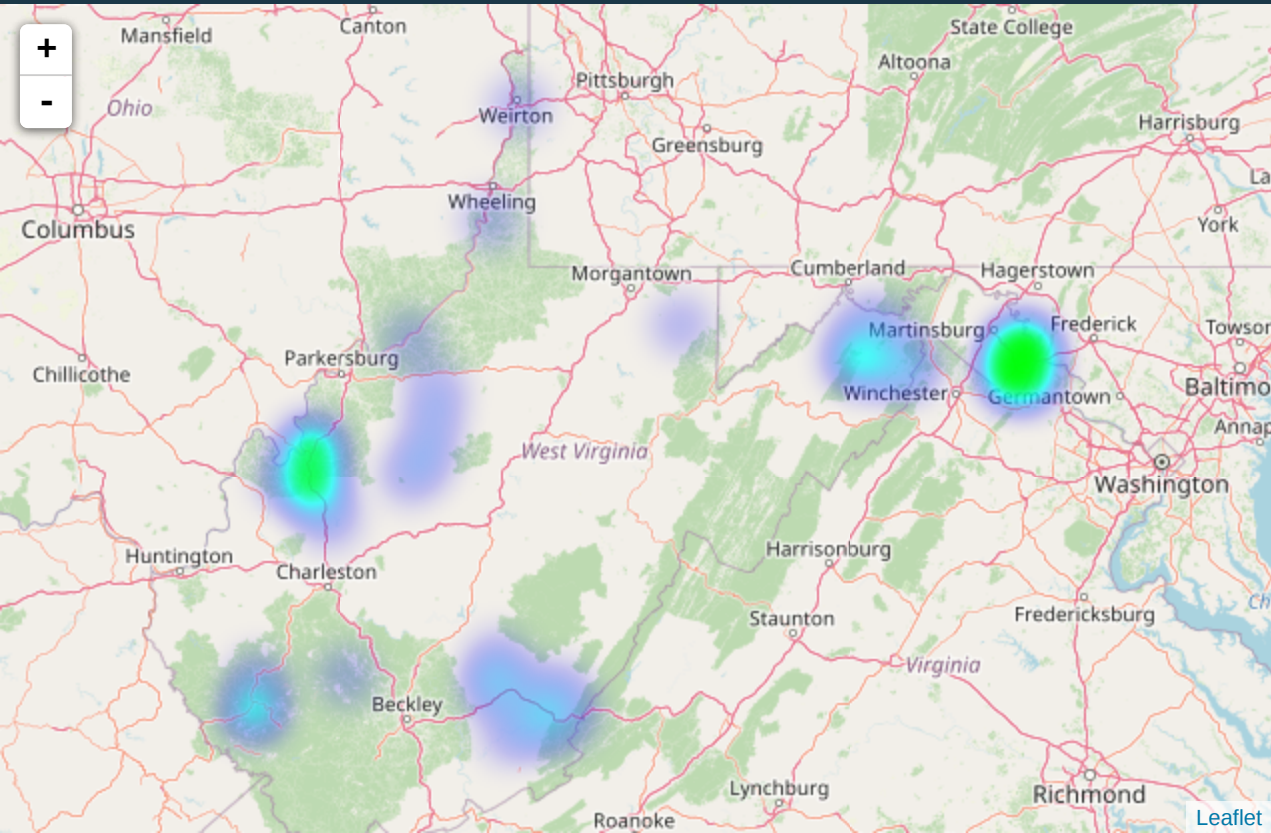 +
-
Mansfield
Canton
State College
Pittsburgh
Altoona
Ohio
Weirton
Greensburg
Harrisburg
La
Wheeling
Columbus
York
Morgantown
Cumberland
Hagerstown
Martinsburg
Frederick
Towson
Parkersburg
Chillicothe
Winchester
Germantown
Baltimo
Annap
West Virginia
Washington
Huntington
Charleston
Harrisonburg
Ch
Staunton
Fredericksburg
Virginia
Beckley
Lynchburg
Richmond
Roanoke
Leaflet